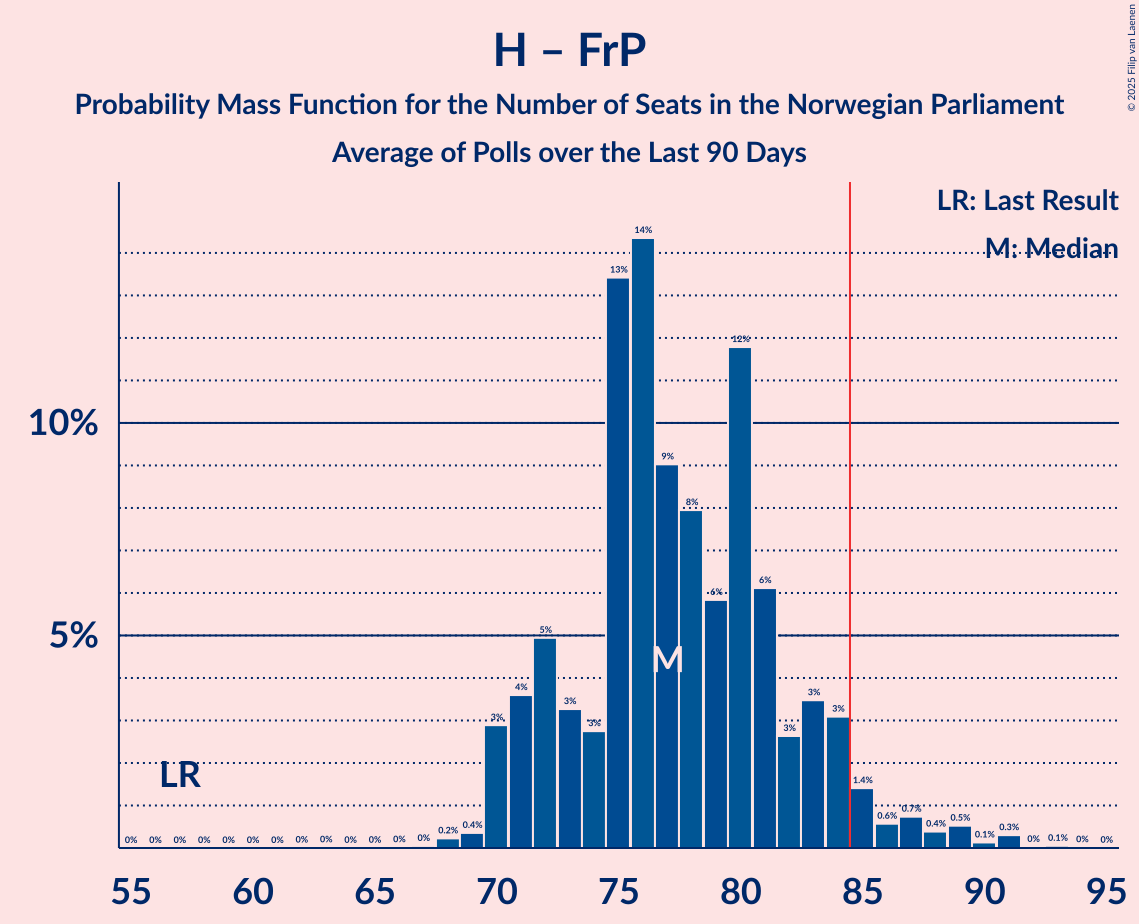 H – FrP
Probability Mass Function for the Number of Seats in the Norwegian Parliament
Average of Polls over the Last 90 Days
© 2025 Filip van Laenen
LR: Last Result
M: Median
10%
5%
LR
M
0% 0% 0% 0% 0% 0% 0% 0% 0% 0% 0% 0% 0% 0.2% 0.4% 3% 4% 5% 3% 3% 13% 14% 9% 8% 6% 12% 6% 3% 3% 3% 1.4% 0.6% 0.7% 0.4% 0.5% 0.1% 0.3% 0% 0.1% 0% 0%
55 60 65 70 75 80 85 90 95